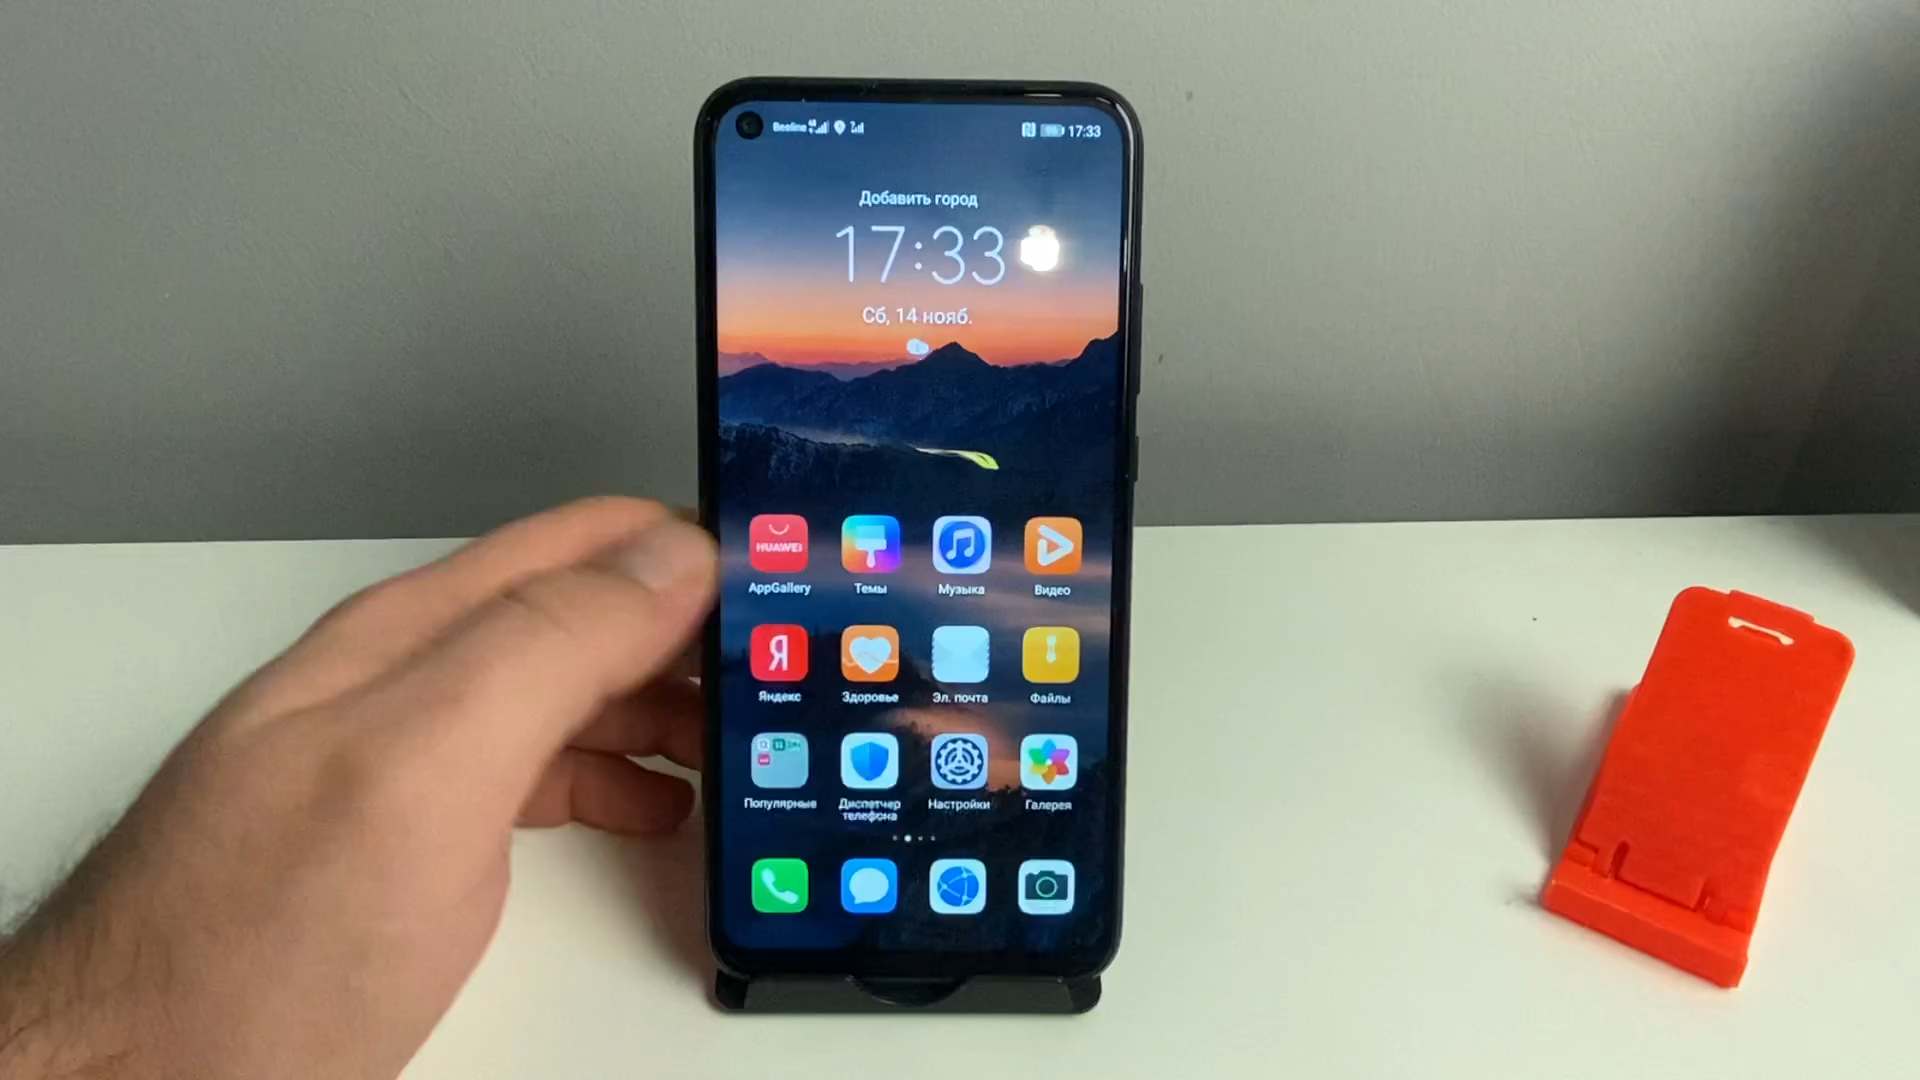 Beeline
17:33
Добавить город
17:33
Сб, 14 нояб.
HUAWEI
AppGallery
Темы
Музыка
Видео
Я
Яндекс
Здоровье
Эл. почта
Файлы
Популярные
Диспетчер
телефона
Настройки
Галерея